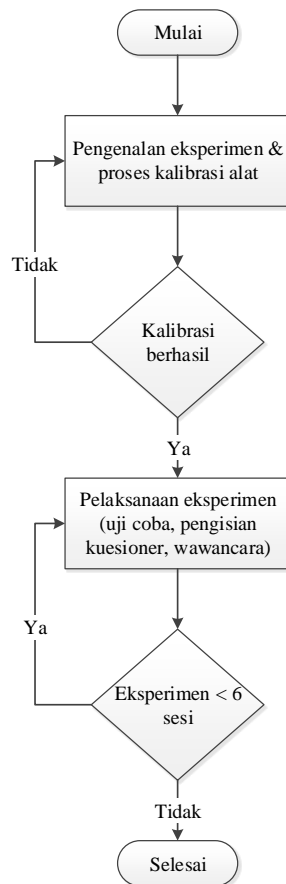 Mulai
Pengenalan eksperimen &
proses kalibrasi alat
Tidak
Kalibrasi
berhasil
Ya
Pelaksanaan eksperimen
(uji coba, pengisian
kuesioner, wawancara)
Ya
Eksperimen < 6
sesi
Tidak
Selesai